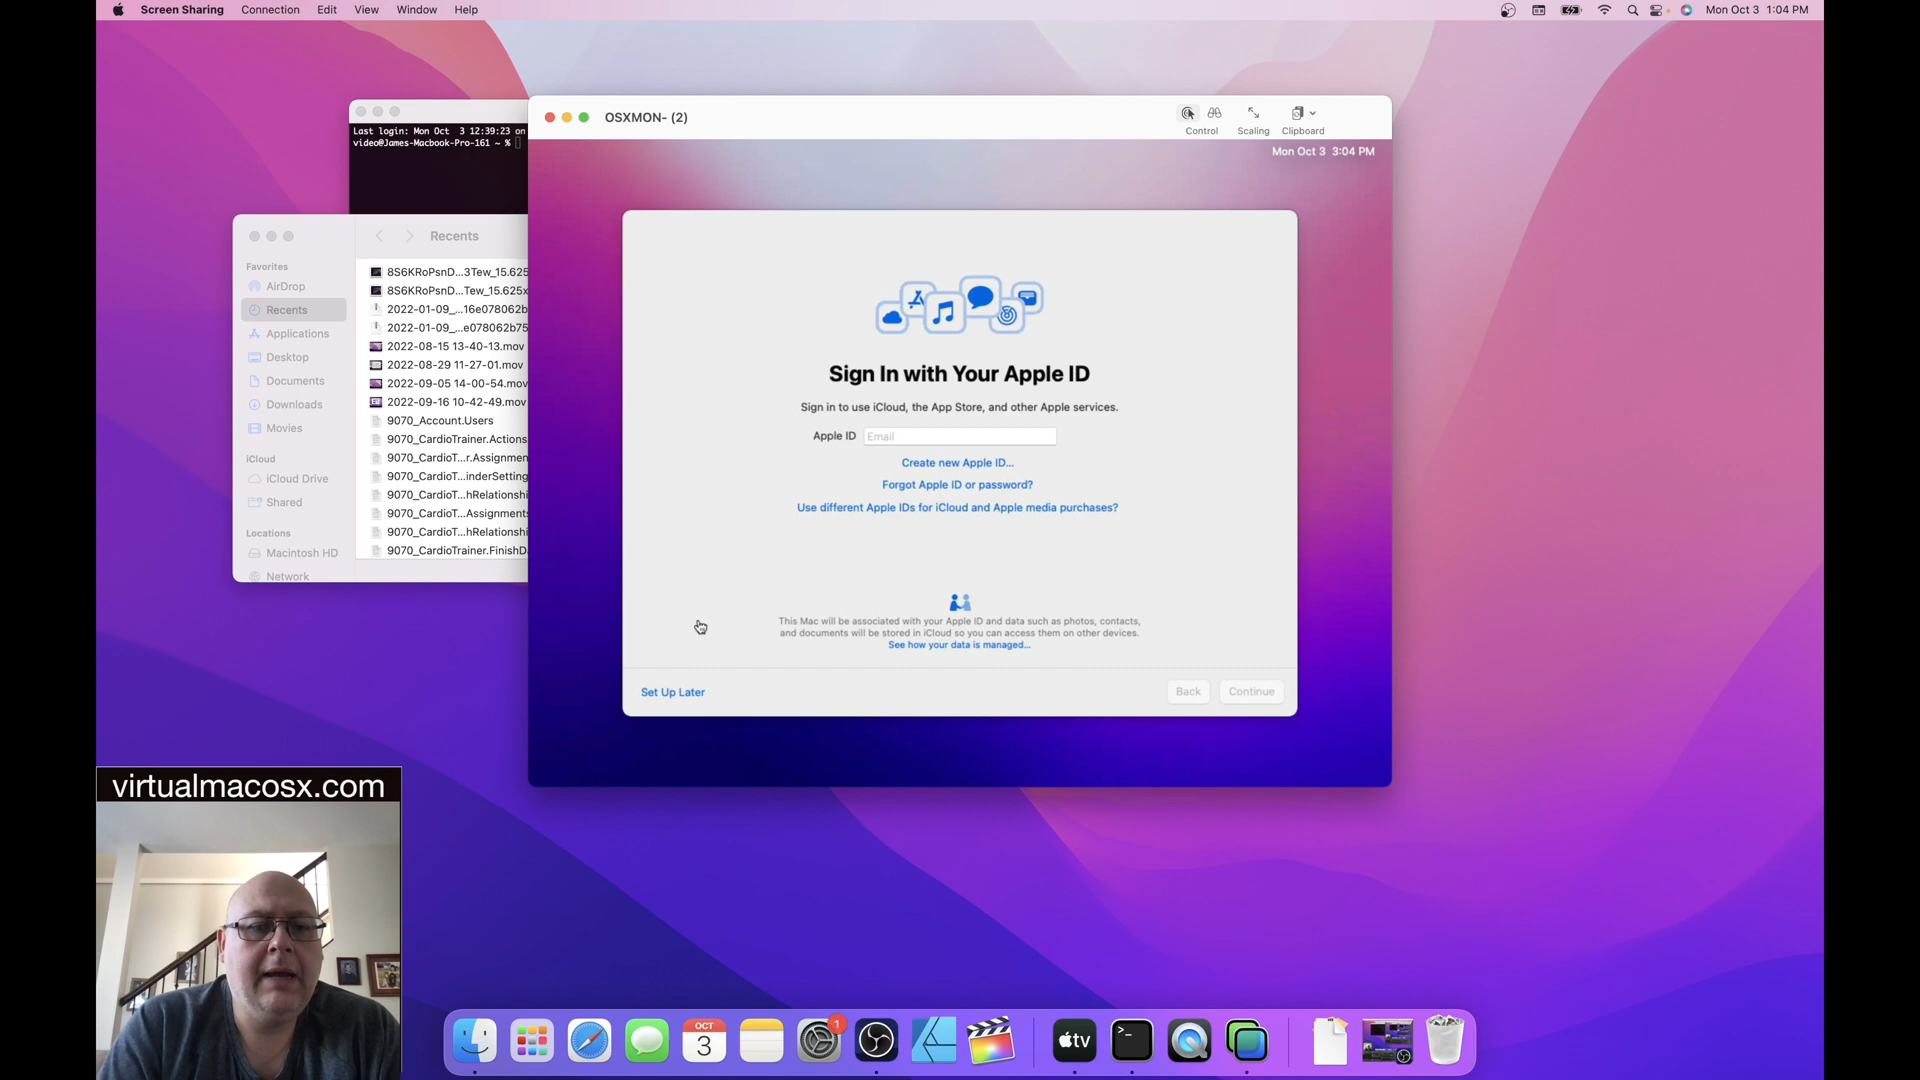 Screen Sharing Connection Edit View Window Help
Mon Oct 3 1:04 PM
Last login: Mon Oct 3 12:39:23 on
video@James-Macbook-Pro-161 ~ %
OSXMON- (2)
Control
Scaling
Clipboard
Mon Oct 3 3:04 PM
Recents
Favorites
AirDrop
Recents
Applications
Desktop
Documents
Downloads
Movies
iCloud
iCloud Drive
Shared
Locations
Macintosh HD
Network
8S6KRoPsnD...3Tew_15.625
8S6KRoPsnD...Tew_15.625x
2022-01-09_...16e078062b
2022-01-09_...e078062b75
2022-08-15 13-40-13.mov
2022-08-29 11-27-01.mov
2022-09-05 14-00-54.mov
2022-09-16 10-42-49.mov
9070_Account.Users
9070_CardioTrainer.Actions
9070_CardioT...r.Assignmen
9070_CardioT...inderSetting
9070_CardioT...hRelationshi
9070_CardioT...Assignments
9070_CardioT...hRelationshi
9070_CardioTrainer.FinishDa
Sign In with Your Apple ID
Sign in to use iCloud, the App Store, and other Apple services.
Apple ID Email
Create new Apple ID...
Forgot Apple ID or password?
Use different Apple IDs for iCloud and Apple media purchases?
This Mac will be associated with your Apple ID and data such as photos, contacts,
and documents will be stored in iCloud so you can access them on other devices.
See how your data is managed...
Set Up Later
Back
Continue
virtualmacosx.com
OCT
3
1
tv
>_